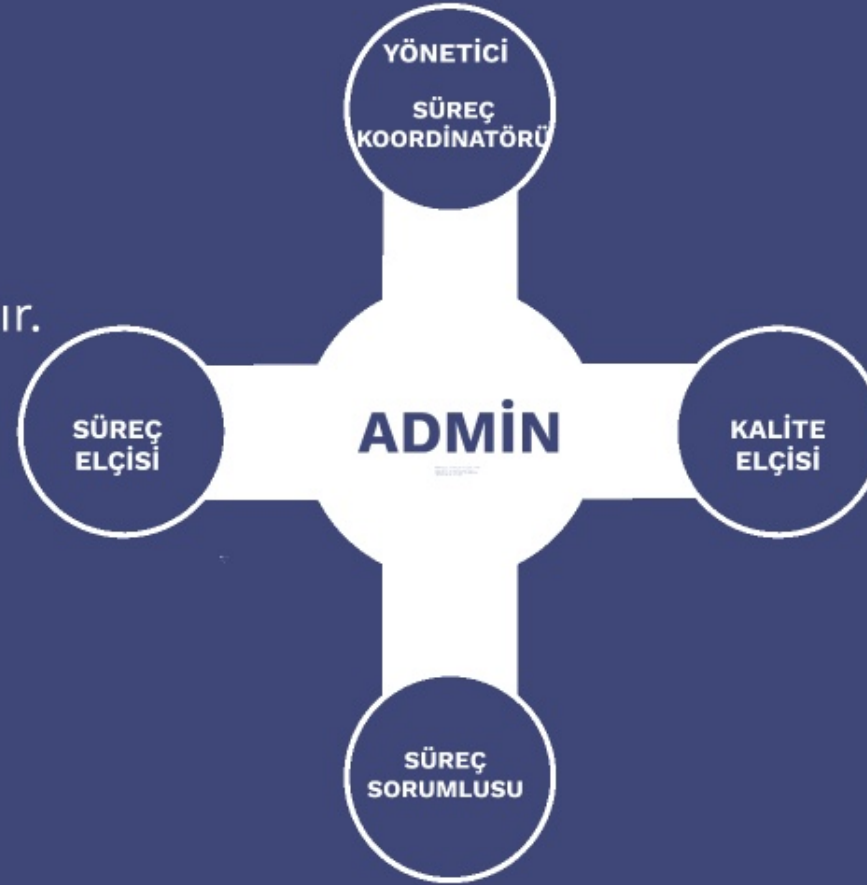 YÖNETİCİ
SÜREÇ
KOORDİNATÖRÜ
ır.
SÜREÇ
ELÇİSİ
ADMİN
KALİTE
ELÇİSİ
SÜREÇ
SORUMLUSU